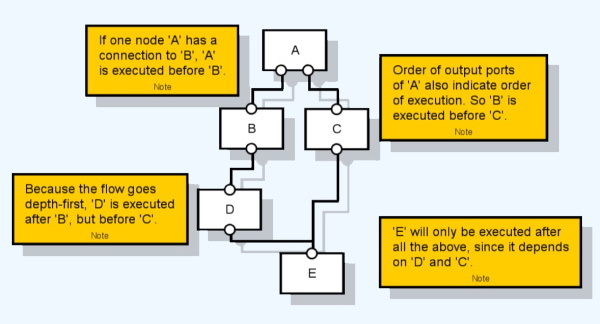 If one node 'A' has a
connection to 'B', 'A'
is executed before 'B'.
Note
A
Order of output ports
of 'A' also indicate order
of execution. So 'B' is
executed before 'C'.
Note
B
C
Because the flow goes
depth-first, 'D' is executed
after 'B', but before 'C'.
Note
D
'E' will only be executed after
all the above, since it depends
on 'D' and 'C'.
Note
E